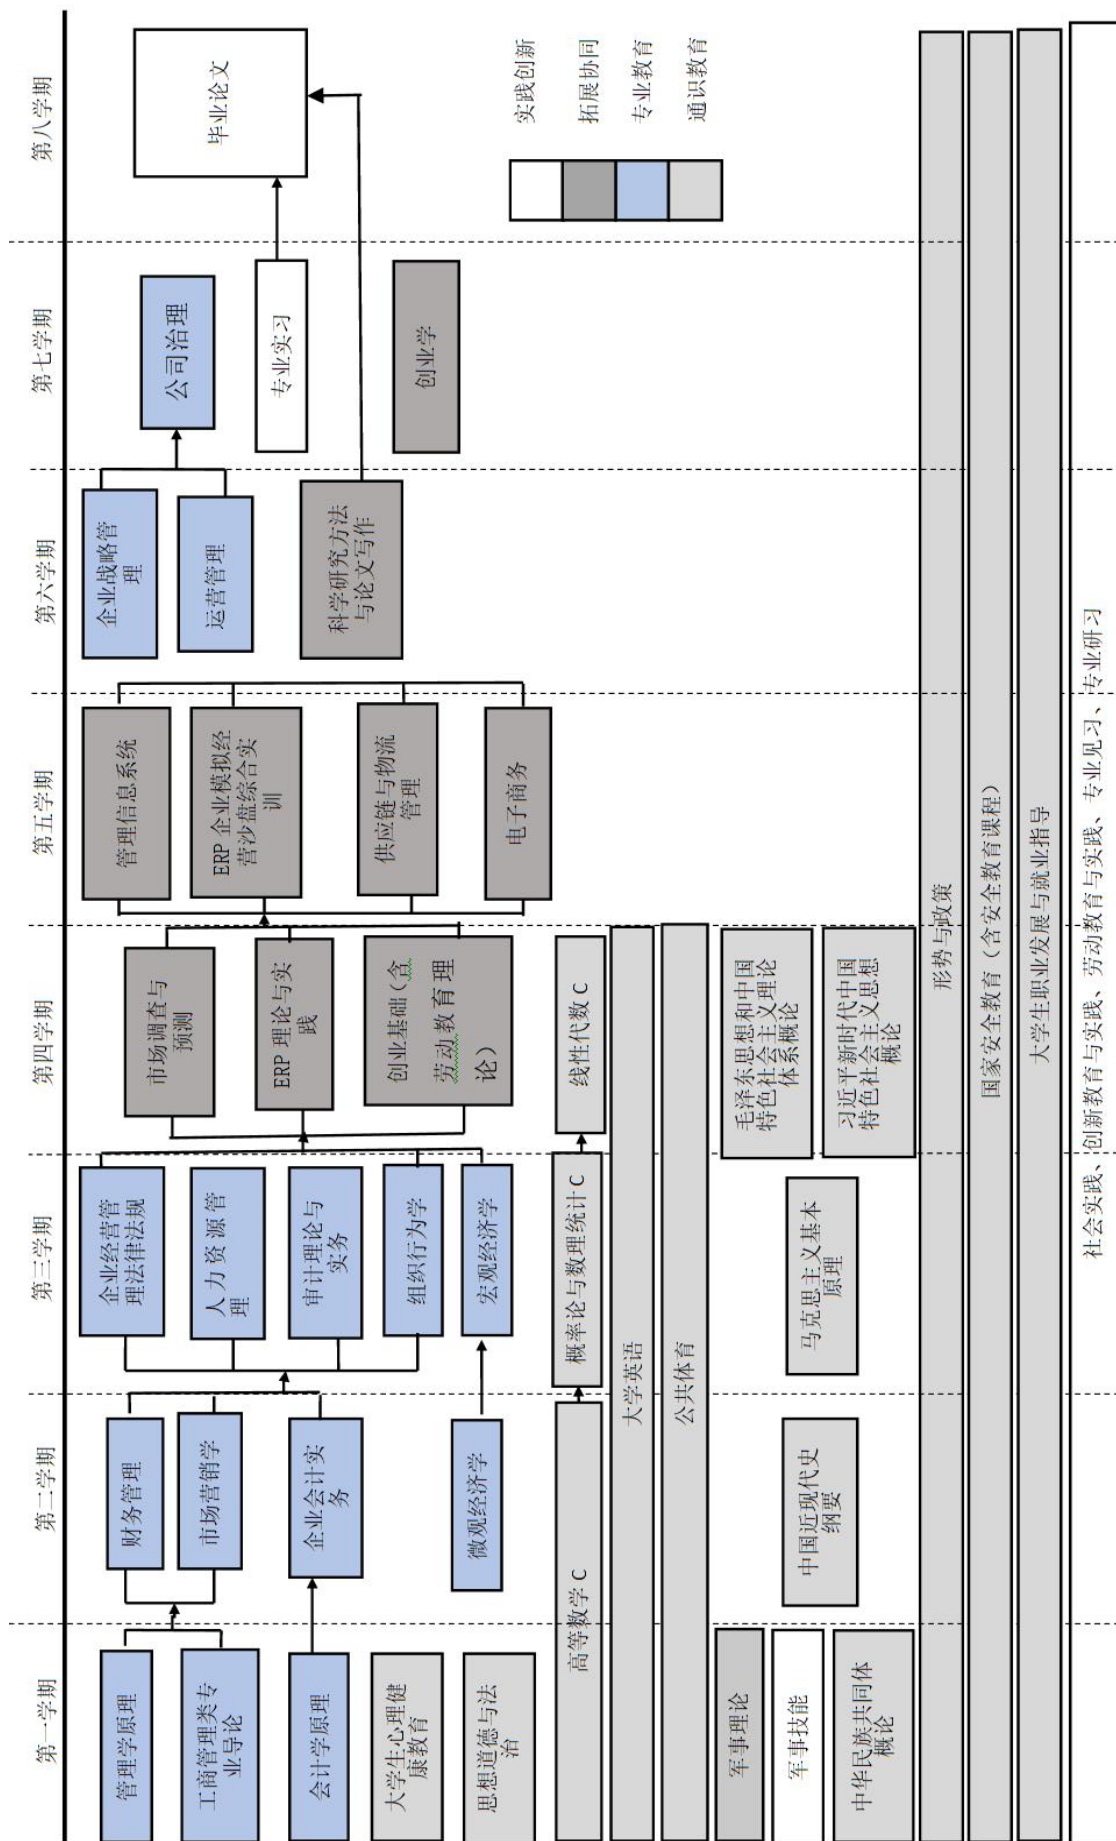 第一学期
第二学期
第三学期
第四学期
第五学期
第六学期
第七学期
第八学期
管理学原理
工商管理类专
业导论
会计学原理
大学生心理健
康教育
思想道德与法
治
财务管理
市场营销学
企业会计实
务
微观经济学
企业经营管
理法律法规
人力资源管
理
审计理论与
实务
组织行为学
宏观经济学
市场调查与
预测
ERP 理论与实
践
创业基础（含
劳动教育理
论）
管理信息系统
ERP 企业模拟经
营沙盘综合实
训
供应链与物流
管理
电子商务
企业战略管
理
运营管理
科学研究方法
与论文写作
公司治理
专业实习
创业学
毕业论文
实践创新
拓展协同
专业教育
通识教育
高等数学 C
概率论与数理统计 C
线性代数 C
大学英语
公共体育
军事理论
军事技能
中华民族共同体
概论
中国近现代史
纲要
马克思主义基本
原理
毛泽东思想和中国
特色社会主义理论
体系概论
习近平新时代中国
特色社会主义思想
概论
形势与政策
国家安全教育（含安全教育课程）
大学生职业发展与就业指导
社会实践、创新教育与实践、劳动教育与实践、专业见习、专业研习